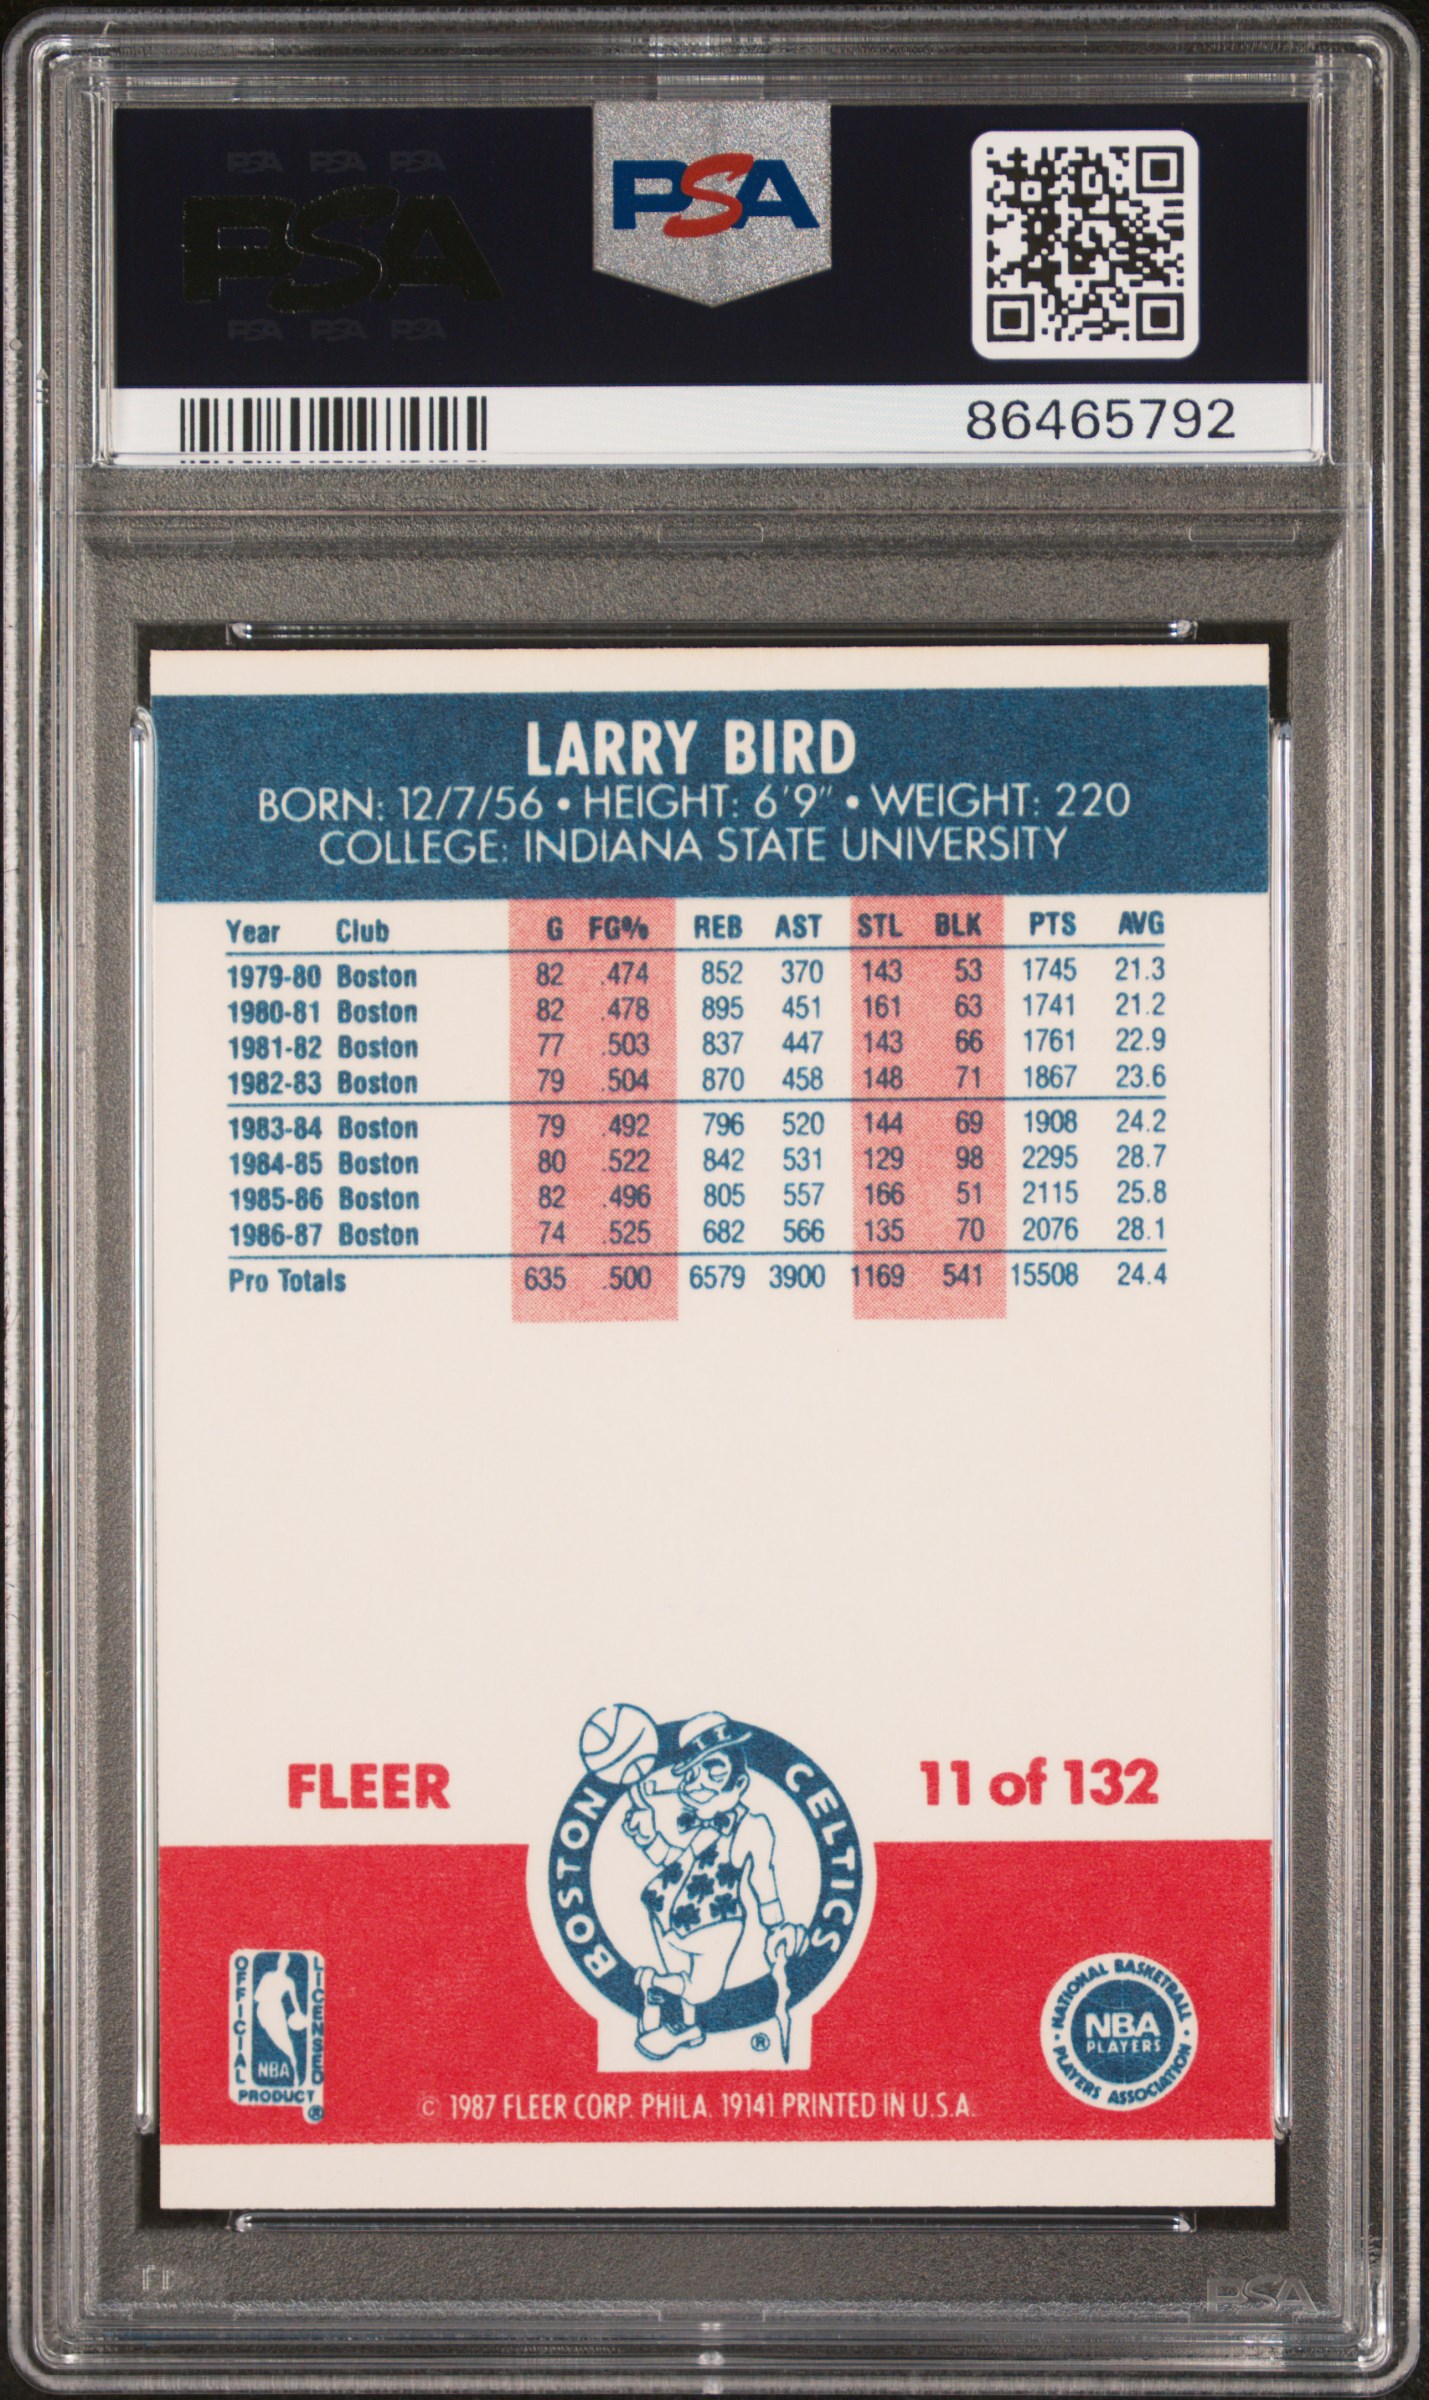 PSA PSA PSA
PSA
PSA PSA PSA
PSA
86465792
LARRY BIRD
BORN: 12/7/56 • HEIGHT: 6'9" • WEIGHT: 220
COLLEGE: INDIANA STATE UNIVERSITY
Year Club G FG% REB AST STL BLK PTS AVG
1979-80 Boston 82 .474 852 370 143 53 1745 21.3
1980-81 Boston 82 .478 895 451 161 63 1741 21.2
1981-82 Boston 77 .503 837 447 143 66 1761 22.9
1982-83 Boston 79 .504 870 458 148 71 1867 23.6
1983-84 Boston 79 .492 796 520 144 69 1908 24.2
1984-85 Boston 80 .522 842 531 129 98 2295 28.7
1985-86 Boston 82 .496 805 557 166 51 2115 25.8
1986-87 Boston 74 .525 682 566 135 70 2076 28.1
Pro Totals 635 .500 6579 3900 1169 541 15508 24.4
FLEER
BOSTON CELTICS
®
11 of 132
OFFICIAL LICENSED
NBA
PRODUCT
®
NATIONAL BASKETBALL
NBA
PLAYERS
• PLAYERS ASSOCIATION •
© 1987 FLEER CORP. PHILA. 19141 PRINTED IN U.S.A.
PSA